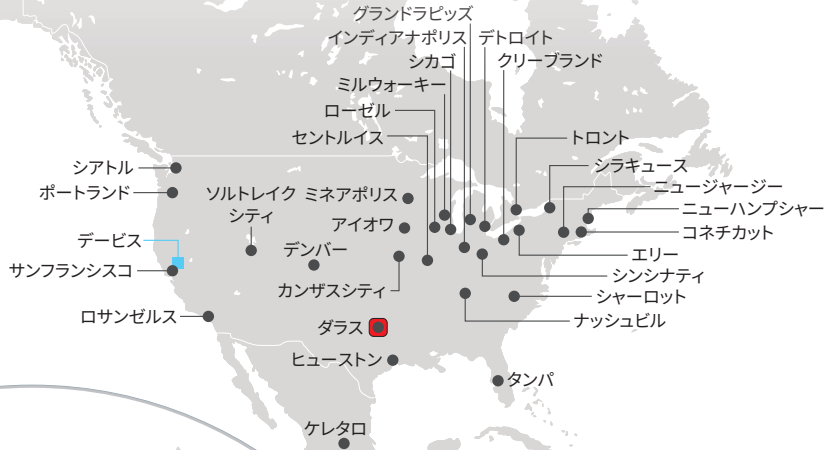 グランドラピッズ
インディアナポリス
デトロイト
シカゴ
クリーブランド
ミルウォーキー
ローゼル
セントルイス
トロント
シアトル
シラキュース
ポートランド
ソルトレイク
シティ
ミネアポリス
ニュージャージー
アイオワ
ニューハンプシャー
デービス
デンバー
コネチカット
サンフランシスコ
エリー
カンザスシティ
シンシナティ
ロサンゼルス
シャーロット
ダラス
ナッシュビル
ヒューストン
タンパ
ケレタロ